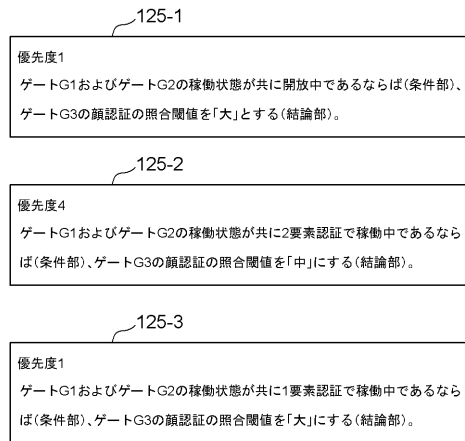 125-1
優先度1
ゲートG1およびゲートG2の稼働状態が共に開放中であるならば(条件部)、
ゲートG3の顔認証の照合閾値を「大」とする(結論部)。
125-2
優先度4
ゲートG1およびゲートG2の稼働状態が共に2要素認証で稼働中であるなら
ば(条件部)、ゲートG3の顔認証の照合閾値を「中」にする(結論部)。
125-3
優先度1
ゲートG1およびゲートG2の稼働状態が共に1要素認証で稼働中であるなら
ば(条件部)、ゲートG3の顔認証の照合閾値を「大」にする(結論部)。